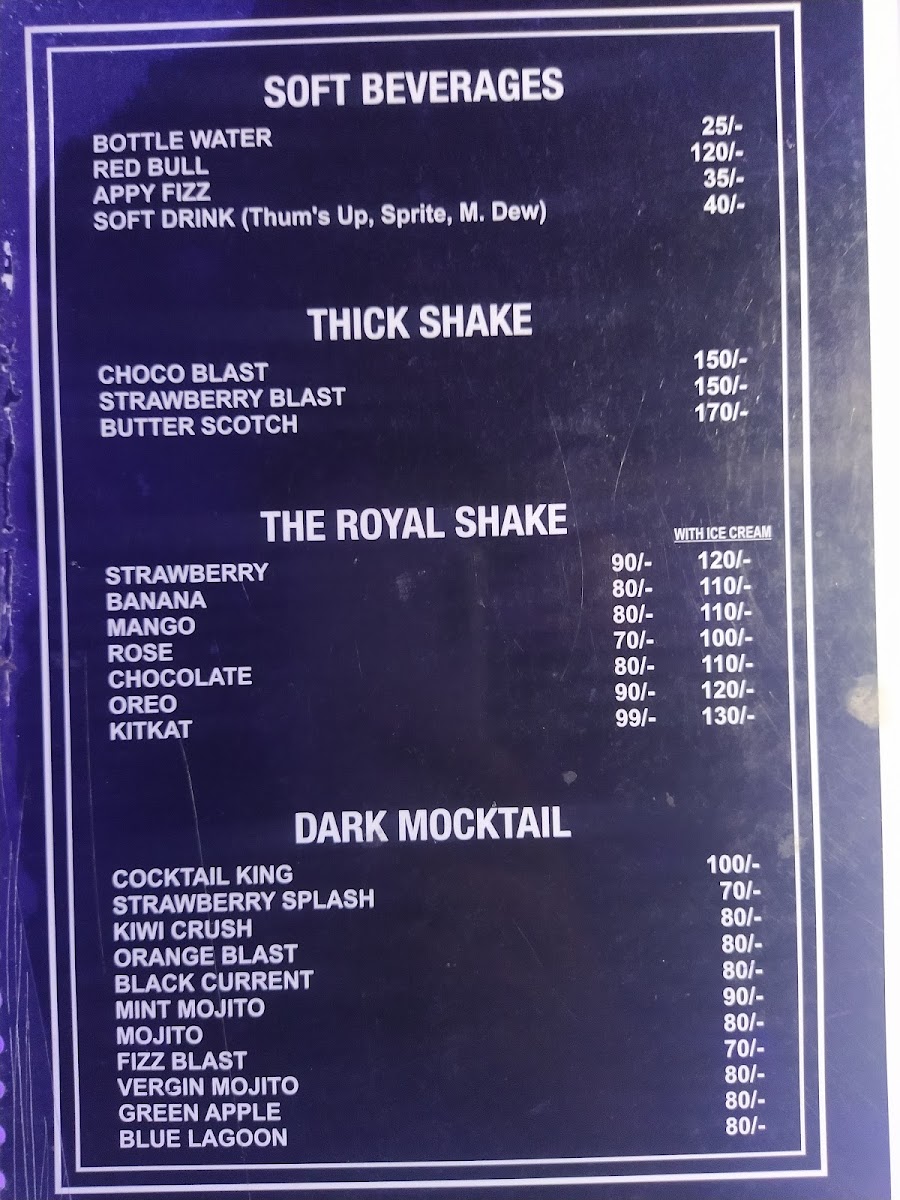 SOFT BEVERAGES
BOTTLE WATER 25/-
RED BULL 120/-
APPY FIZZ 35/-
SOFT DRINK (Thum's Up, Sprite, M. Dew) 40/-
THICK SHAKE
CHOCO BLAST 150/-
STRAWBERRY BLAST 150/-
BUTTER SCOTCH 170/-
THE ROYAL SHAKE WITH ICE CREAM
STRAWBERRY 90/- 120/-
BANANA 80/- 110/-
MANGO 80/- 110/-
ROSE 70/- 100/-
CHOCOLATE 80/- 110/-
OREO 90/- 120/-
KITKAT 99/- 130/-
DARK MOCKTAIL
COCKTAIL KING 100/-
STRAWBERRY SPLASH 70/-
KIWI CRUSH 80/-
ORANGE BLAST 80/-
BLACK CURRENT 80/-
MINT MOJITO 90/-
MOJITO 80/-
FIZZ BLAST 70/-
VERGIN MOJITO 80/-
GREEN APPLE 80/-
BLUE LAGOON 80/-